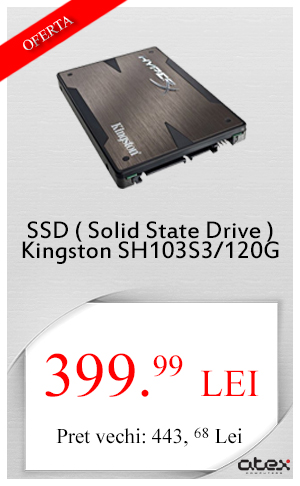 OFERTA
HYPERX
Kingston
SSD ( Solid State Drive )
Kingston SH103S3/120G
399.99 LEI
Pret vechi: 443, 68 Lei
atex
COMPUTERS